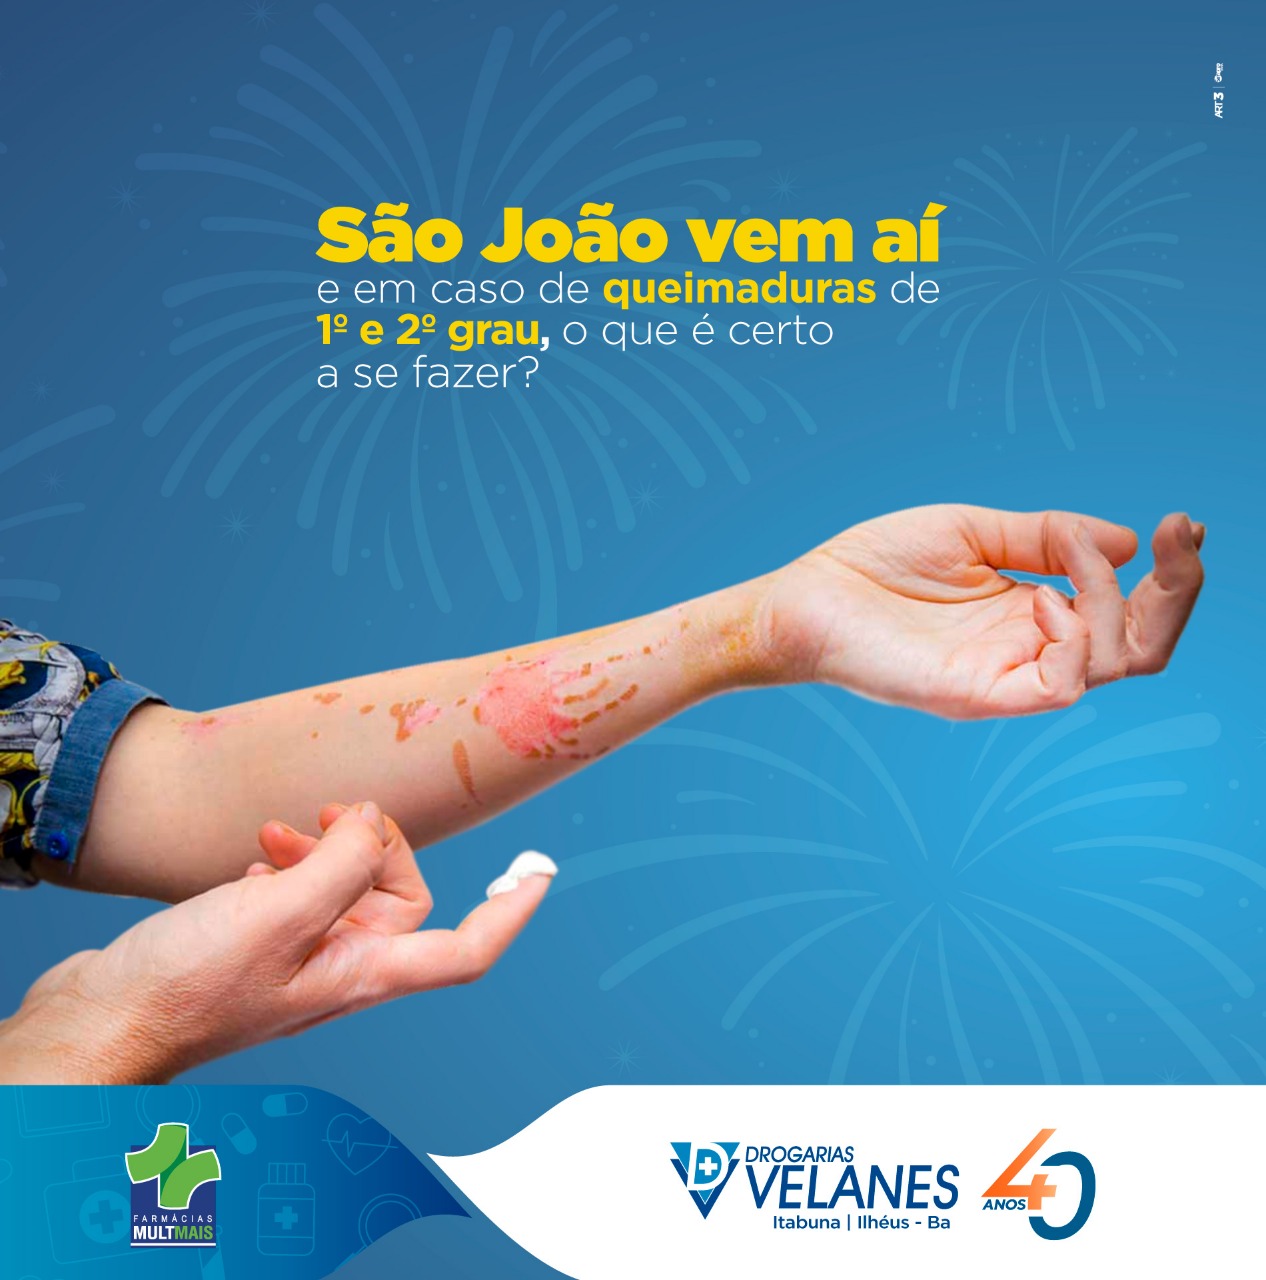 São João vem aí
e em caso de queimaduras de
1º e 2º grau, o que é certo
a se fazer?
ART3
FARMÁCIAS
MULTMAIS
DROGARIAS
VELANES
Itabuna | Ilhéus - Ba
40
ANOS